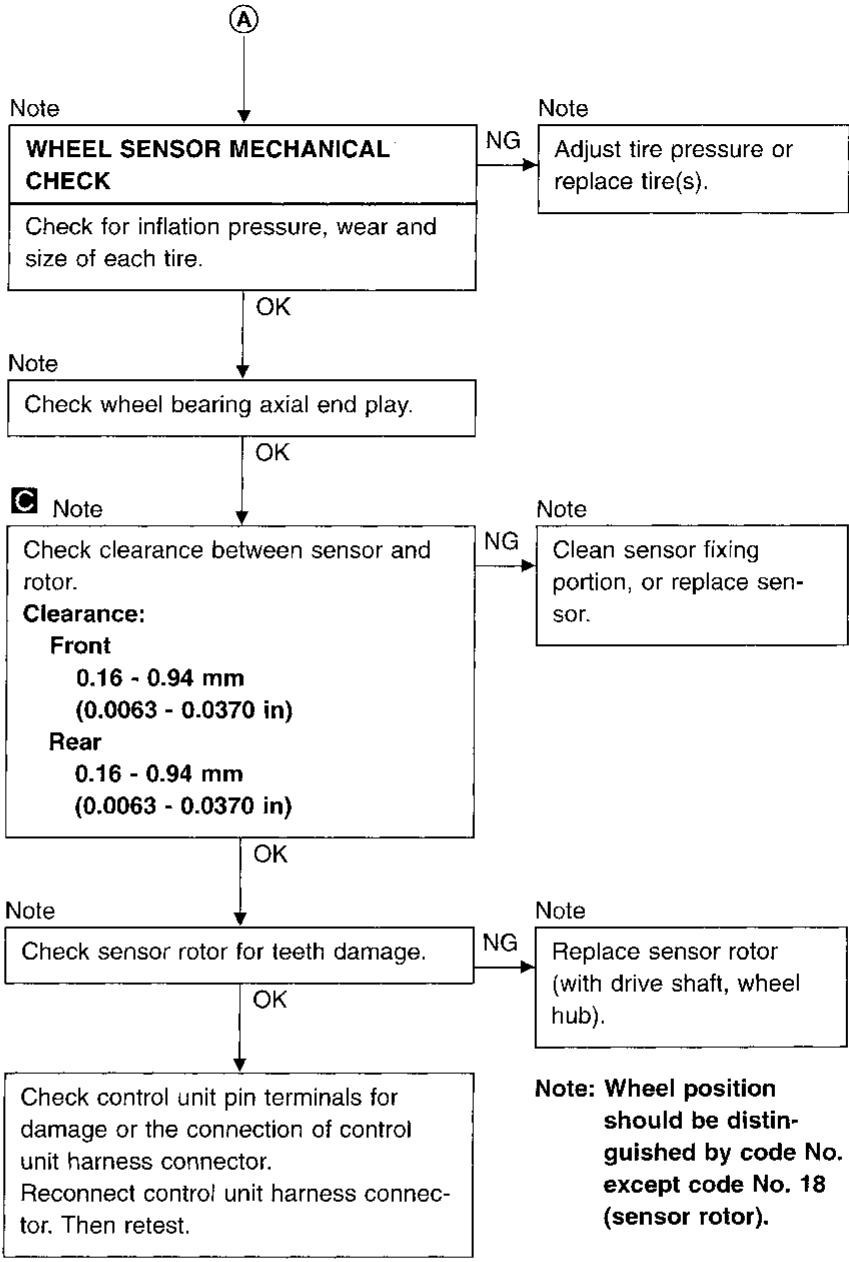 A
Note
WHEEL SENSOR MECHANICAL
CHECK
Check for inflation pressure, wear and
size of each tire.
NG
Note
Adjust tire pressure or
replace tire(s).
OK
Note
Check wheel bearing axial end play.
OK
C Note
Check clearance between sensor and
rotor.
Clearance:
Front
0.16 - 0.94 mm
(0.0063 - 0.0370 in)
Rear
0.16 - 0.94 mm
(0.0063 - 0.0370 in)
NG
Note
Clean sensor fixing
portion, or replace sen-
sor.
OK
Note
Check sensor rotor for teeth damage.
NG
Note
Replace sensor rotor
(with drive shaft, wheel
hub).
OK
Check control unit pin terminals for
damage or the connection of control
unit harness connector.
Reconnect control unit harness connec-
tor. Then retest.
Note: Wheel position
should be distin-
guished by code No.
except code No. 18
(sensor rotor).